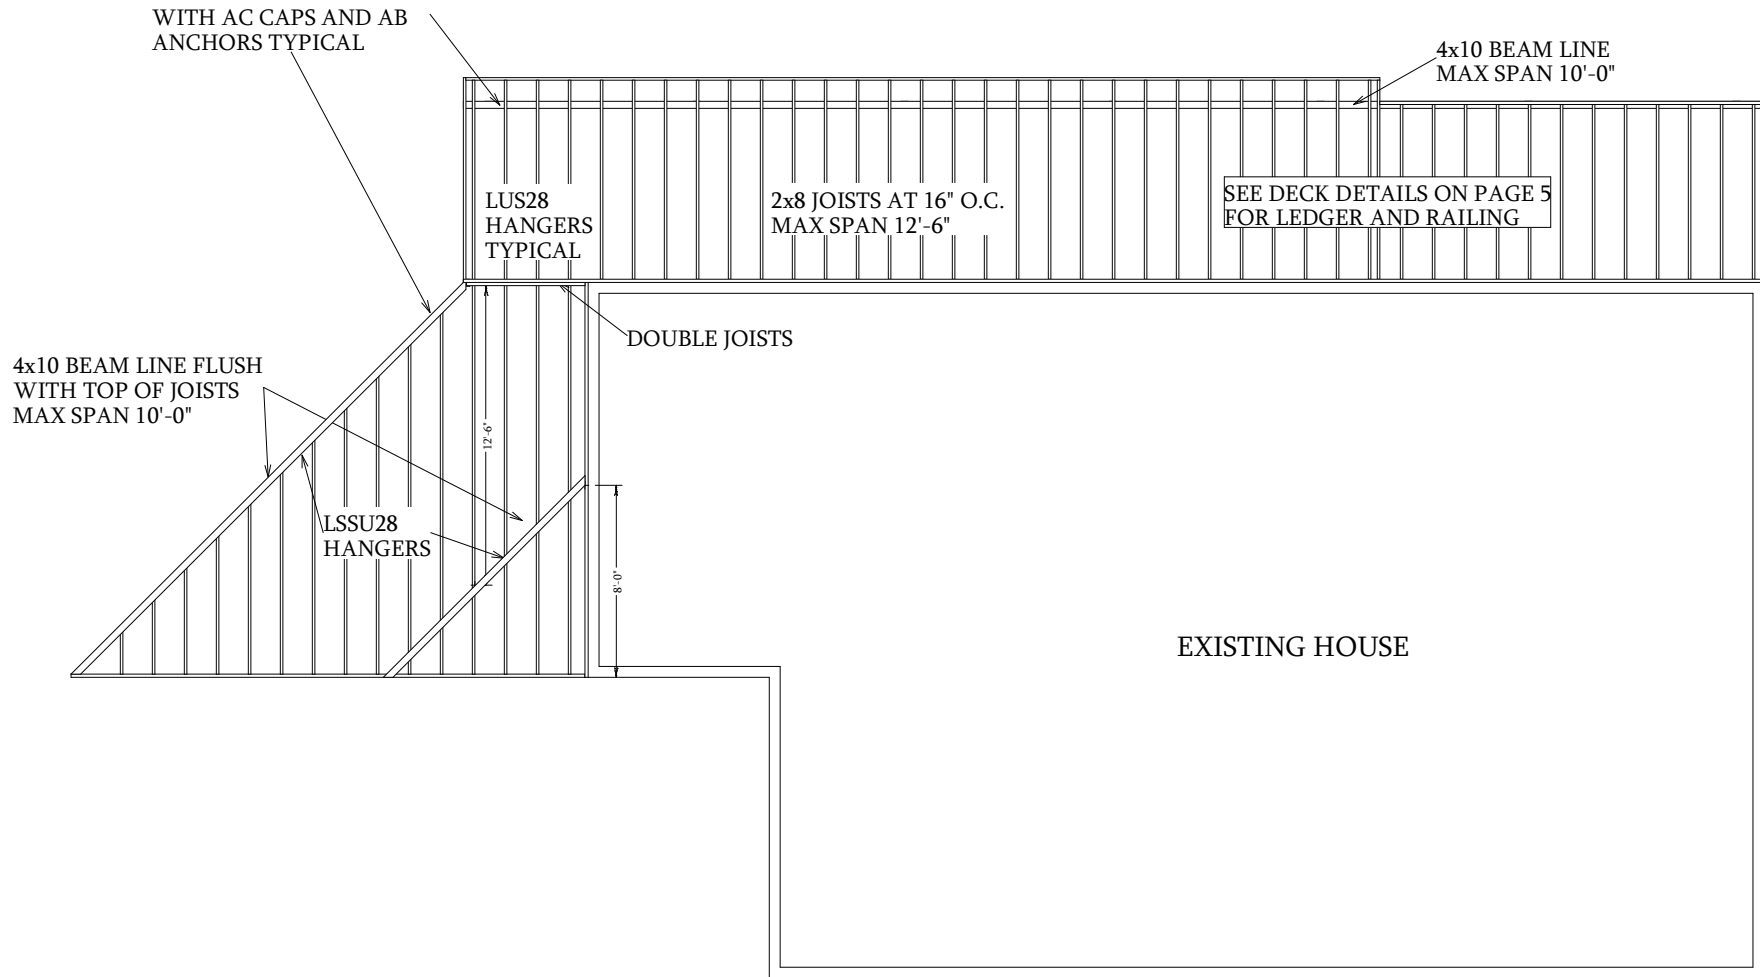 WITH AC CAPS AND AB
ANCHORS TYPICAL
4x10 BEAM LINE
MAX SPAN 10'-0"
LUS28
HANGERS
TYPICAL
2x8 JOISTS AT 16" O.C.
MAX SPAN 12'-6"
SEE DECK DETAILS ON PAGE 5
FOR LEDGER AND RAILING
DOUBLE JOISTS
4x10 BEAM LINE FLUSH
WITH TOP OF JOISTS
MAX SPAN 10'-0"
12'-6"
LSSU28
HANGERS
8'-0"
EXISTING HOUSE